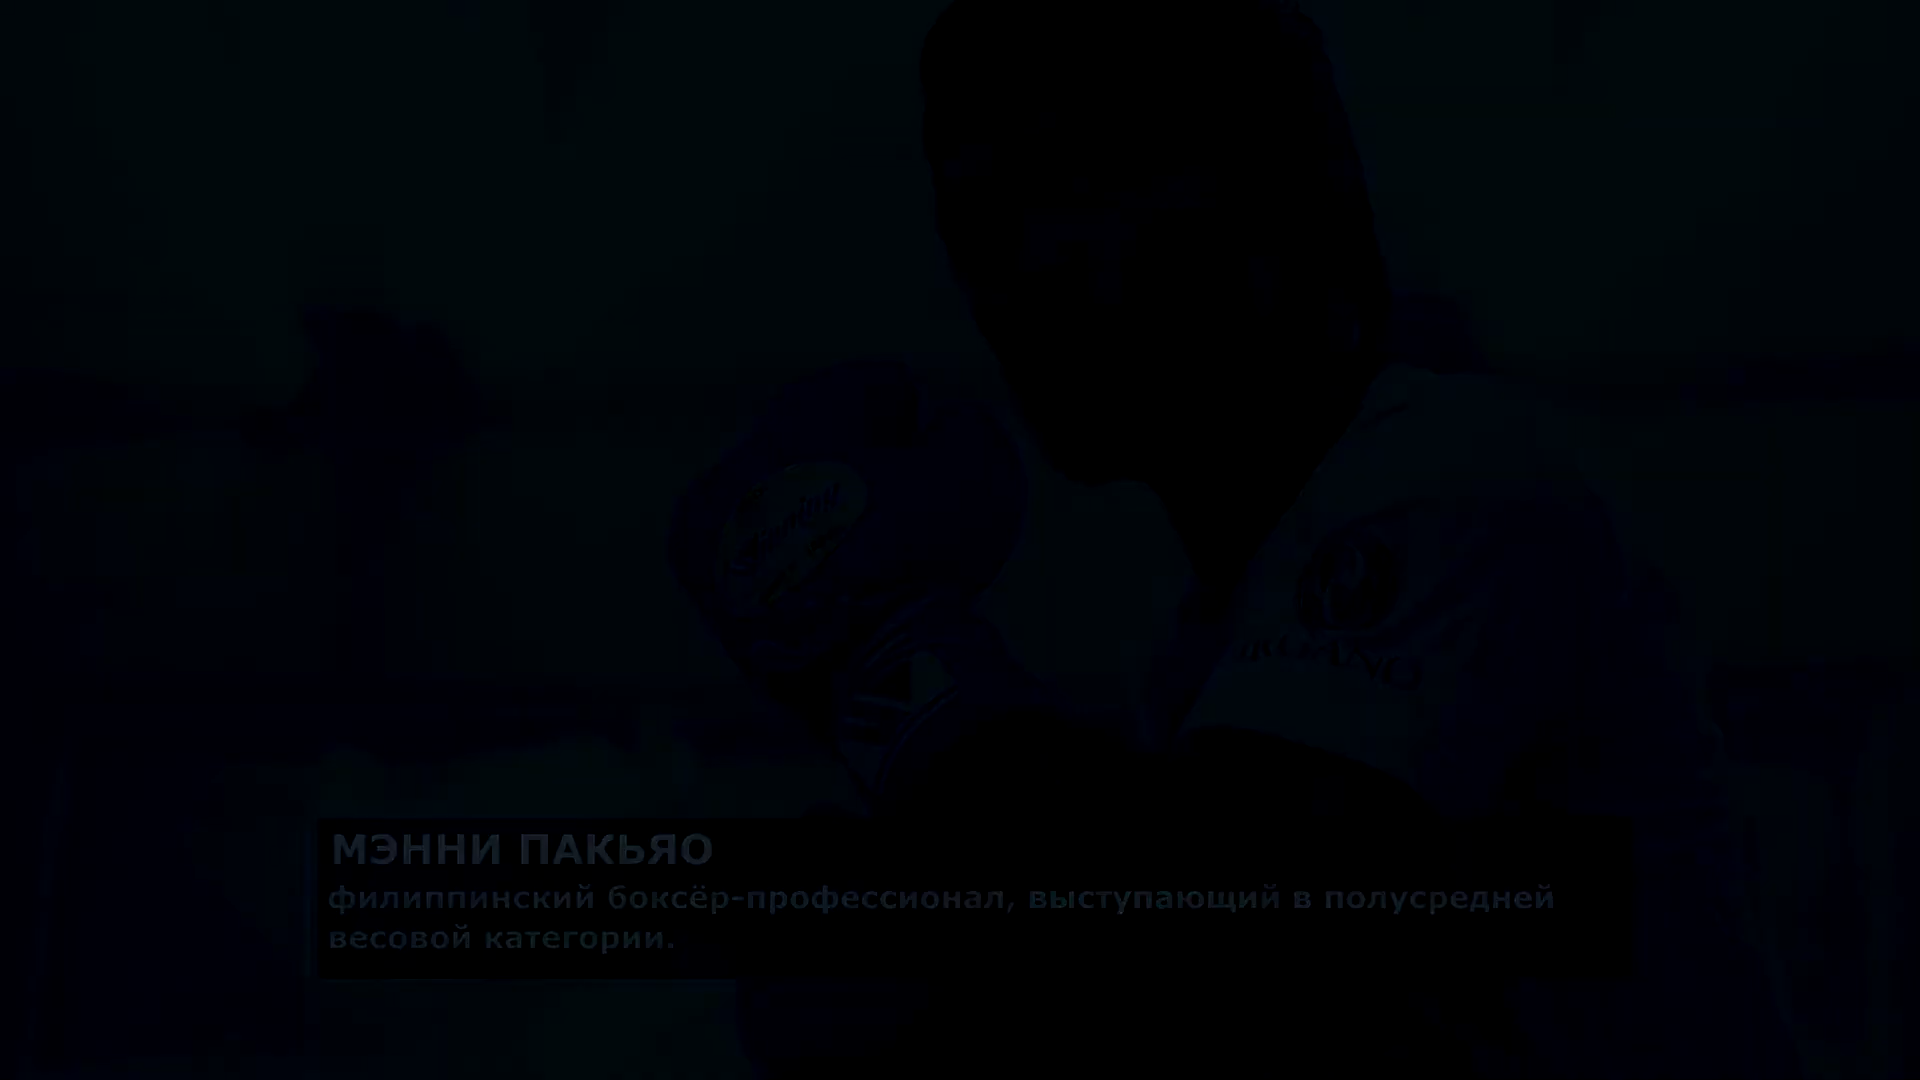 МЭННИ ПАКЬЯО
филиппинский боксёр-профессионал, выступающий в полусредней
весовой категории.